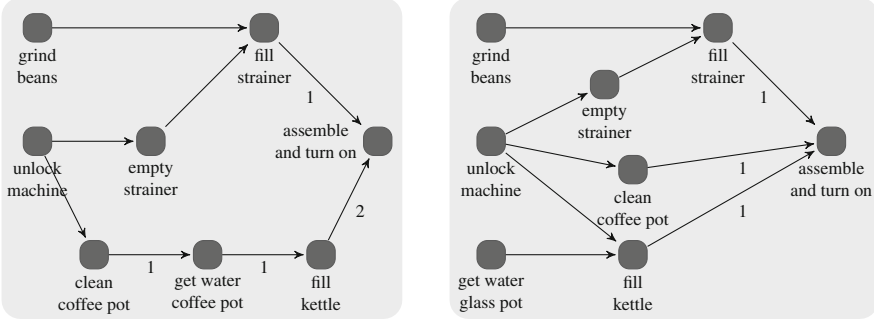 grind
beans
fill
strainer
1
assemble
and turn on
unlock
machine
empty
strainer
2
clean
coffee pot
1
get water
coffee pot
1
fill
kettle
grind
beans
fill
strainer
empty
strainer
1
unlock
machine
assemble
and turn on
1
clean
coffee pot
1
get water
glass pot
fill
kettle